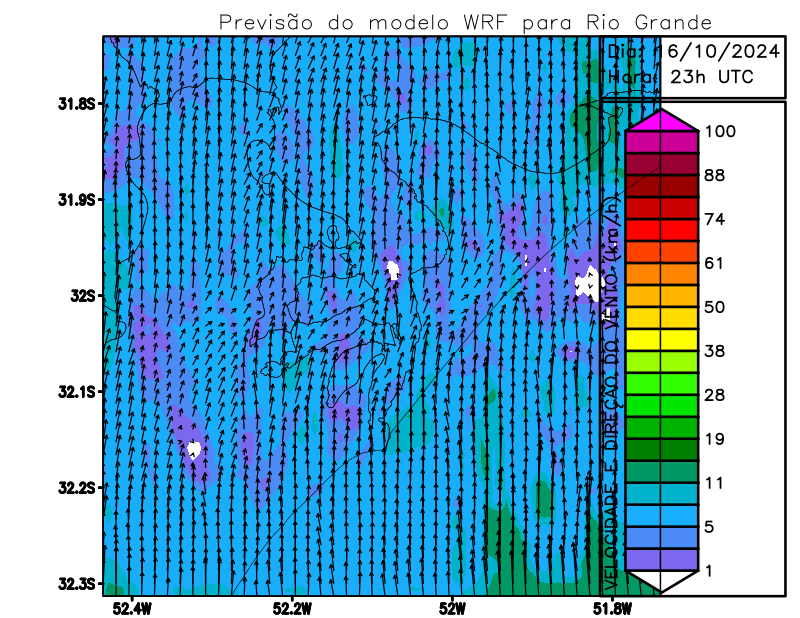 Previsão do modelo WRF para Rio Grande
Dia: 16/10/2024
Hora: 23h UTC
31.8S
31.9S
32S
32.1S
32.2S
32.3S
52.4W
52.2W
52W
51.8W
VELOCIDADE E DIREÇÃO DO VENTO (km/h)
100
88
74
61
50
38
28
19
11
5
1